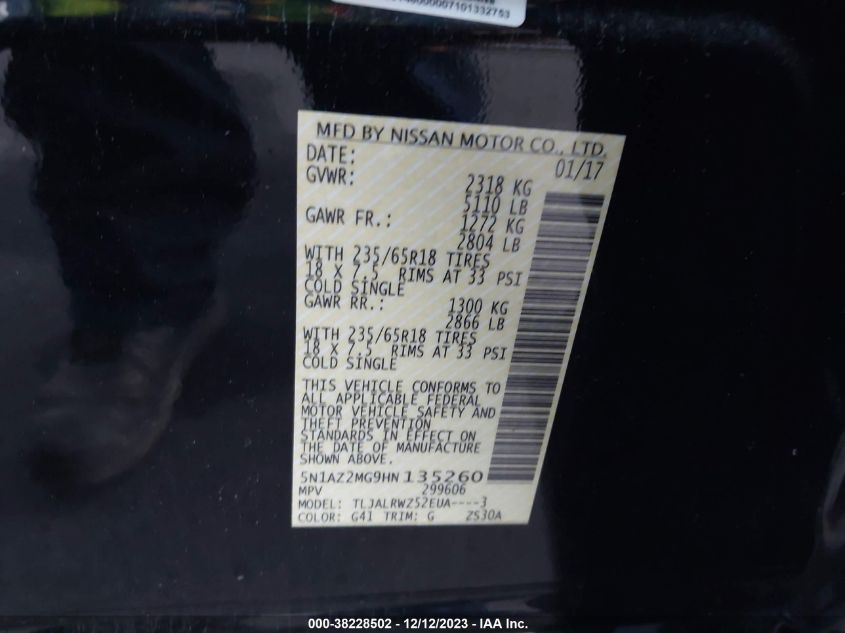 7101332753
MFD BY NISSAN MOTOR CO., LTD.
DATE: 01/17
GVWR: 2318 KG
5110 LB
GAWR FR.: 1272 KG
2804 LB
WITH 235/65R18 TIRES
18 X 7.5 RIMS AT 33 PSI
COLD SINGLE
GAWR RR.: 1300 KG
2866 LB
WITH 235/65R18 TIRES
18 X 7.5 RIMS AT 33 PSI
COLD SINGLE
THIS VEHICLE CONFORMS TO
ALL APPLICABLE FEDERAL
MOTOR VEHICLE SAFETY AND
THEFT PREVENTION
STANDARDS IN EFFECT ON
THE DATE OF MANUFACTURE
SHOWN ABOVE.
5N1AZ2MG9HN135260
MPV 299606
MODEL: TLJALRWZ52EUA----3
COLOR: G41 TRIM: G ZS30A
000-38228502 - 12/12/2023 - IAA Inc.